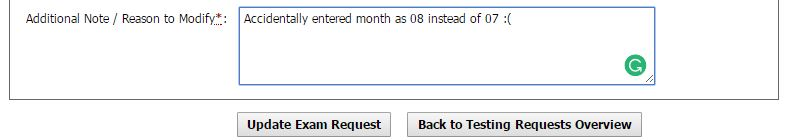 Additional Note / Reason to Modify*: Accidentally entered month as 08 instead of 07 :(
Update Exam Request Back to Testing Requests Overview